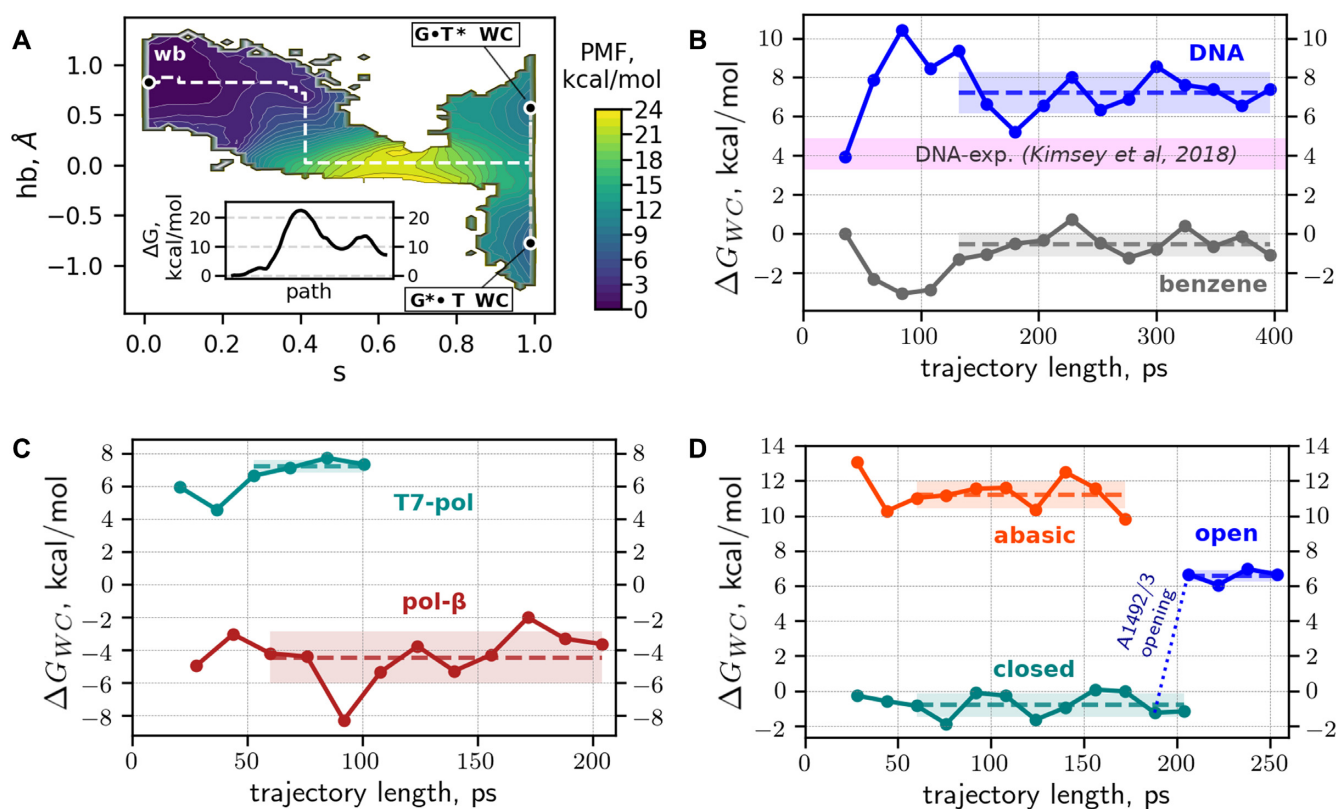 A
G•T* WC
wb
PMF,
kcal/mol
1.0
0.5
0.0
−0.5
−1.0
hb, Å
24
21
18
15
12
9
6
3
0
ΔG,
kcal/mol
20
10
0
20
10
0
path
G*• T WC
0.0 0.2 0.4 0.6 0.8 1.0
s
B
DNA
10
8
6
4
2
0
−2
10
8
6
4
2
0
−2
ΔG_WC, kcal/mol
DNA-exp. (Kimsey et al, 2018)
benzene
0 100 200 300 400
trajectory length, ps
C
8
6
4
2
0
−2
−4
−6
−8
8
6
4
2
0
−2
−4
−6
−8
ΔG_WC, kcal/mol
T7-pol
pol-β
0 50 100 150 200
trajectory length, ps
D
14
12
10
8
6
4
2
0
−2
14
12
10
8
6
4
2
0
−2
ΔG_WC, kcal/mol
abasic
open
A1492/3
opening
closed
0 50 100 150 200 250
trajectory length, ps